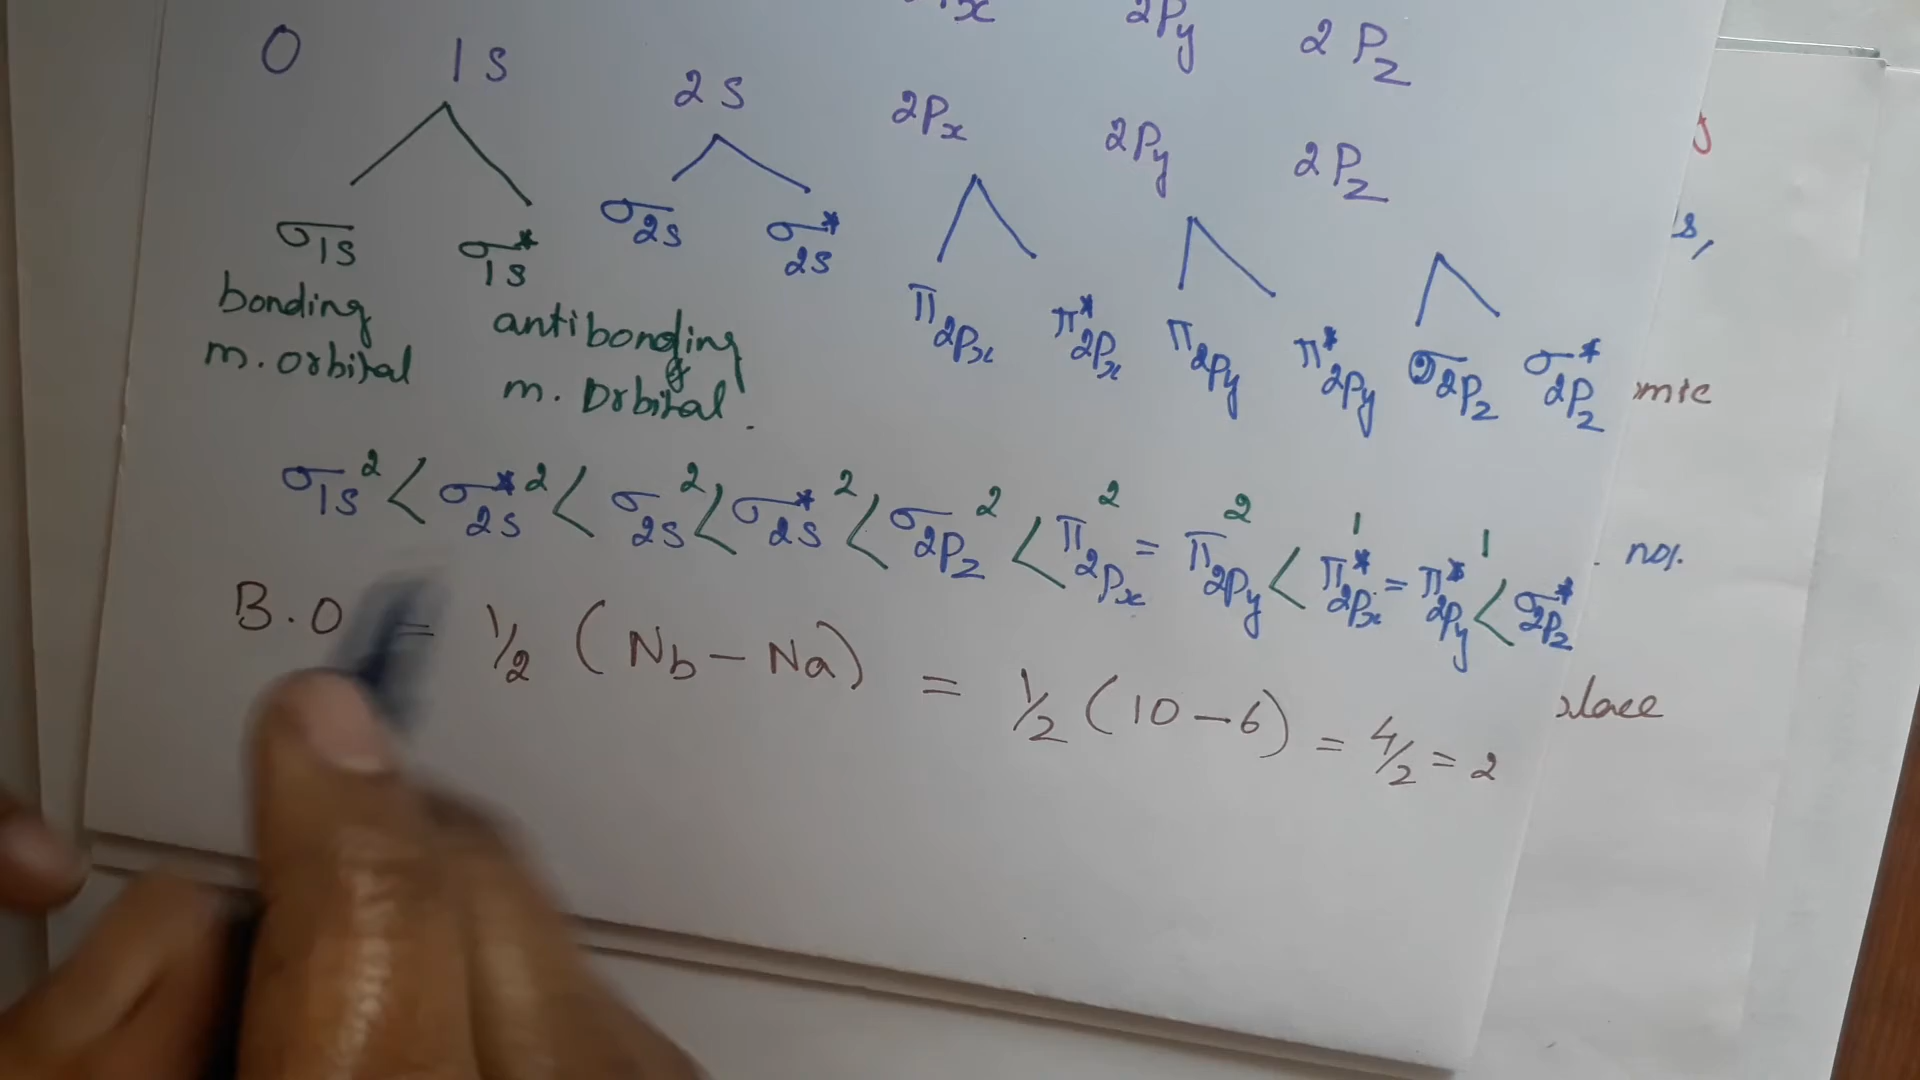 2Py 2Pz
O 1s 2s 2Px 2Py 2Pz
σ1s σ*1s σ2s σ*2s π2Px π*2Px π2Py π*2Py σ2Pz σ*2Pz
bonding
m. orbital
antibonding
m. Orbital.
σ1s² < σ*2s² < σ2s² < σ*2s² < σ2Pz² < π2Px² = π2Py² < π*2Px¹ = π*2Py¹ < σ*2Pz
B.O = 1/2 (Nb - Na) = 1/2 (10 - 6) = 4/2 = 2
s,
no.